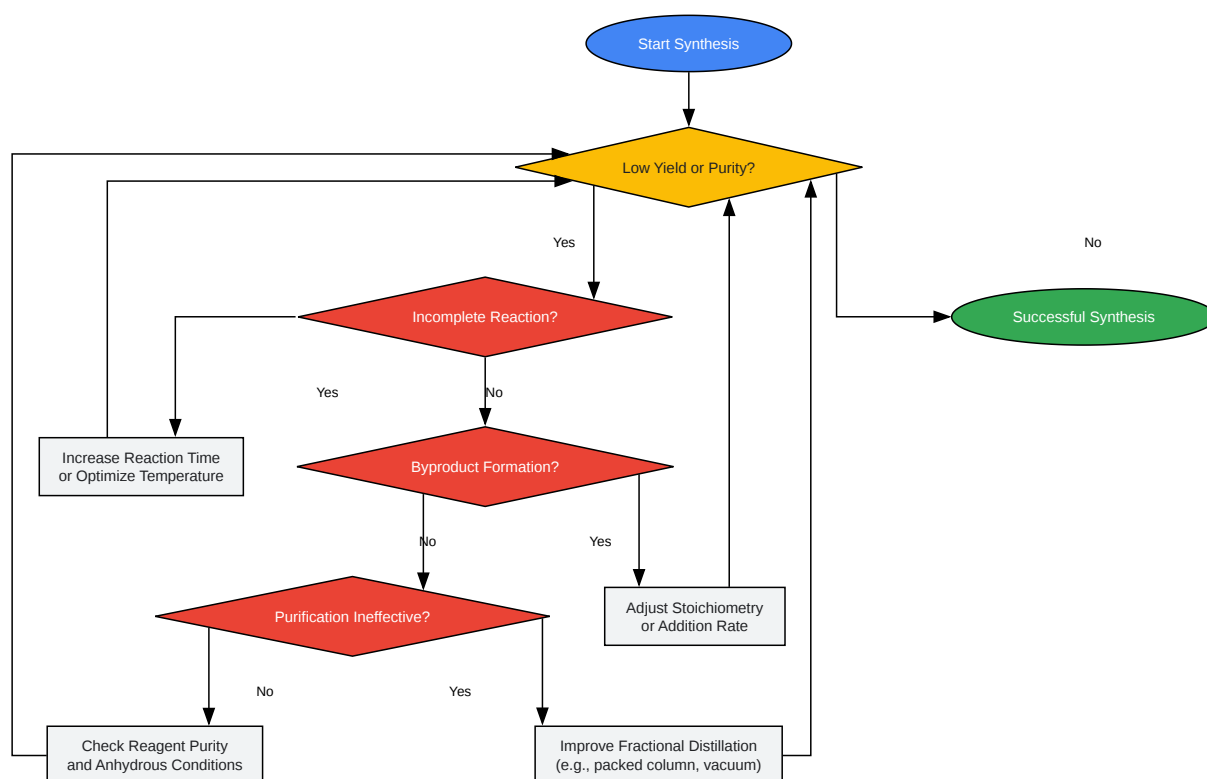 Start Synthesis
Low Yield or Purity?
Yes
No
Incomplete Reaction?
Successful Synthesis
Yes
No
Increase Reaction Time
or Optimize Temperature
Byproduct Formation?
No
Yes
Purification Ineffective?
Adjust Stoichiometry
or Addition Rate
No
Yes
Check Reagent Purity
and Anhydrous Conditions
Improve Fractional Distillation
(e.g., packed column, vacuum)